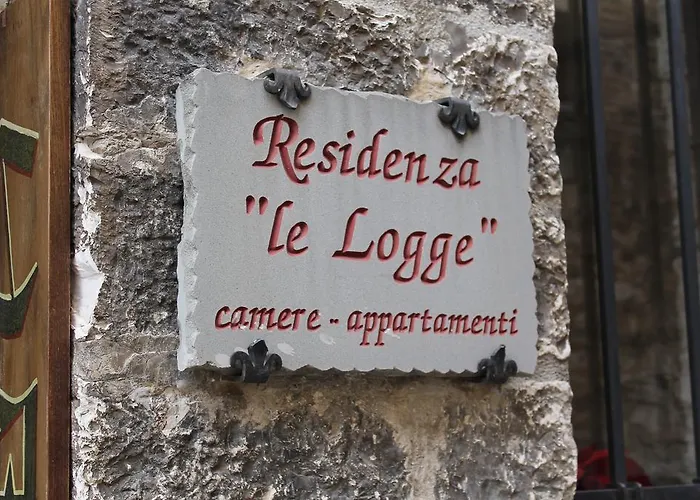 Residenza
"le Logge"
camere - appartamenti